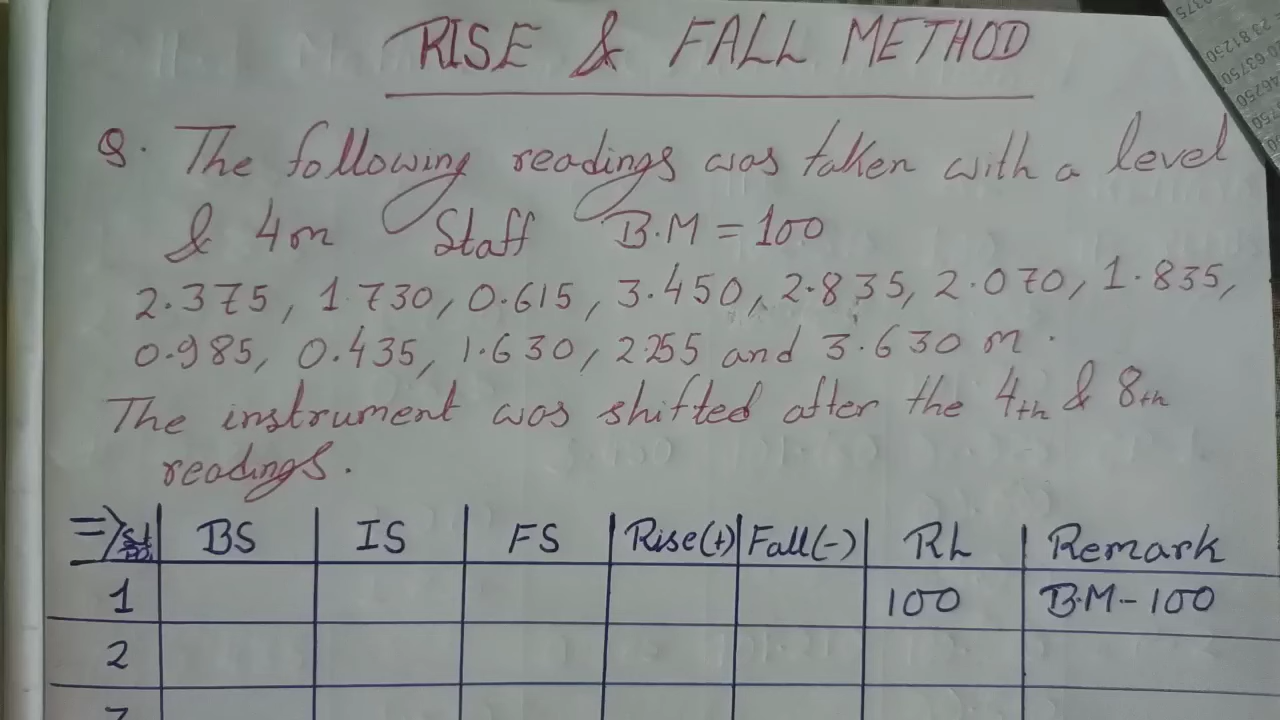 RISE & FALL METHOD
Q. The following readings was taken with a level
& 4m Staff B.M = 100
2.375, 1.730, 0.615, 3.450, 2.835, 2.070, 1.835,
0.985, 0.435, 1.630, 2.255 and 3.630 m.
The instrument was shifted after the 4th & 8th
readings.
=> BS IS FS Rise(+) Fall(-) RL Remark
1 100 B.M - 100
2